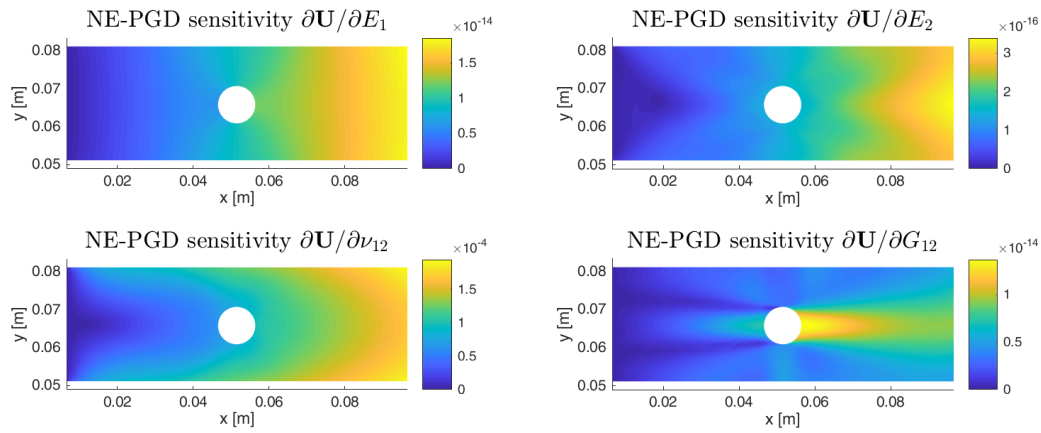 NE-PGD sensitivity ∂U/∂E₁
×10⁻¹⁴
0.08
0.07
0.06
0.05
y [m]
0.02 0.04 0.06 0.08
x [m]
1.5
1
0.5
0
NE-PGD sensitivity ∂U/∂E₂
×10⁻¹⁶
0.08
0.07
0.06
0.05
y [m]
0.02 0.04 0.06 0.08
x [m]
3
2
1
0
NE-PGD sensitivity ∂U/∂ν₁₂
×10⁻⁴
0.08
0.07
0.06
0.05
y [m]
0.02 0.04 0.06 0.08
x [m]
1.5
1
0.5
0
NE-PGD sensitivity ∂U/∂G₁₂
×10⁻¹⁴
0.08
0.07
0.06
0.05
y [m]
0.02 0.04 0.06 0.08
x [m]
1
0.5
0